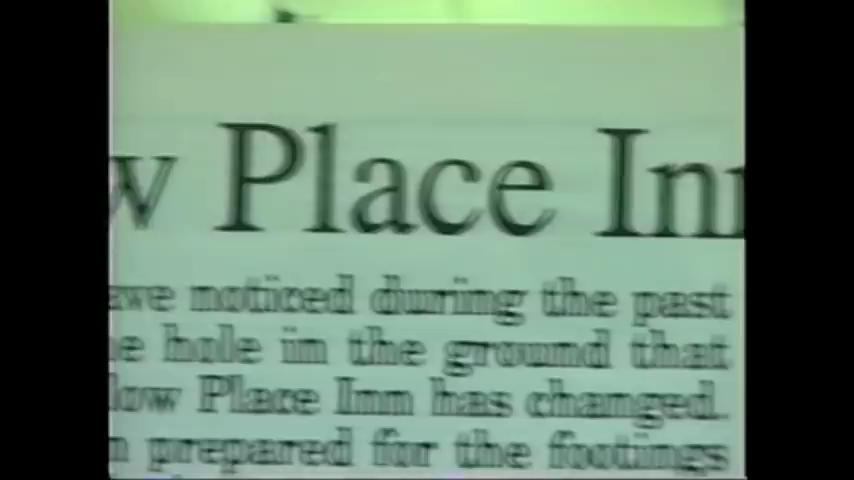 w Place Inn
ave noticed during the past
e hole in the ground that
low Place Inn has changed.
n prepared for the footings